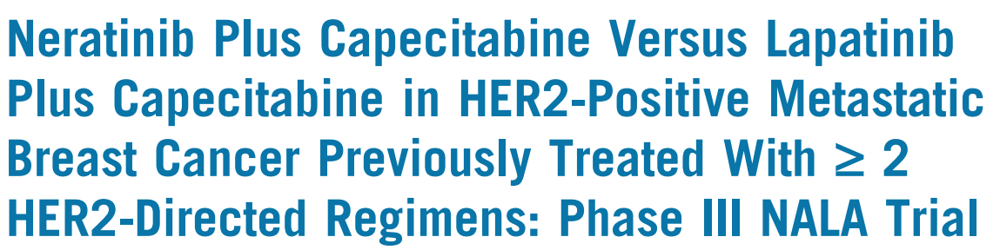 Neratinib Plus Capecitabine Versus Lapatinib
Plus Capecitabine in HER2-Positive Metastatic
Breast Cancer Previously Treated With ≥ 2
HER2-Directed Regimens: Phase III NALA Trial